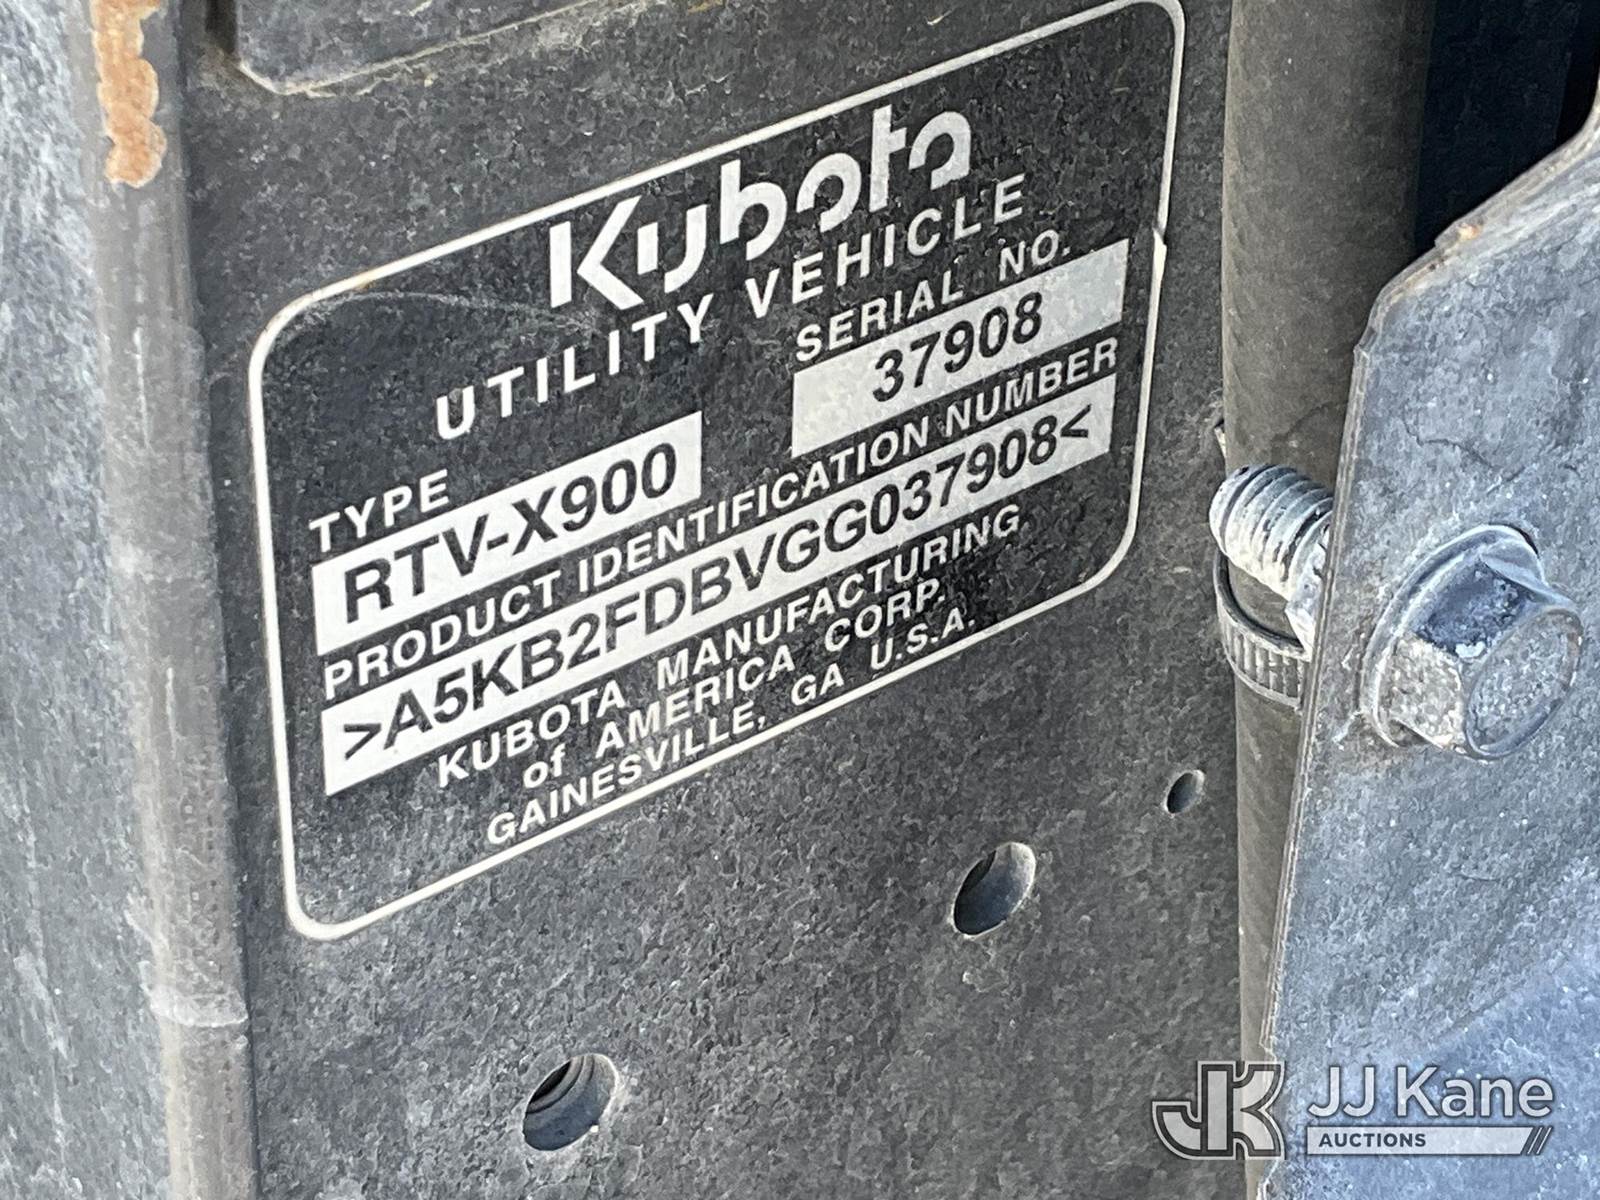 Kubota
UTILITY VEHICLE
TYPE
SERIAL NO.
RTV-X900
37908
PRODUCT IDENTIFICATION NUMBER
>A5KB2FDBVGG037908<
KUBOTA MANUFACTURING
of AMERICA CORP.
GAINESVILLE, GA U.S.A.
JK JJ Kane
AUCTIONS